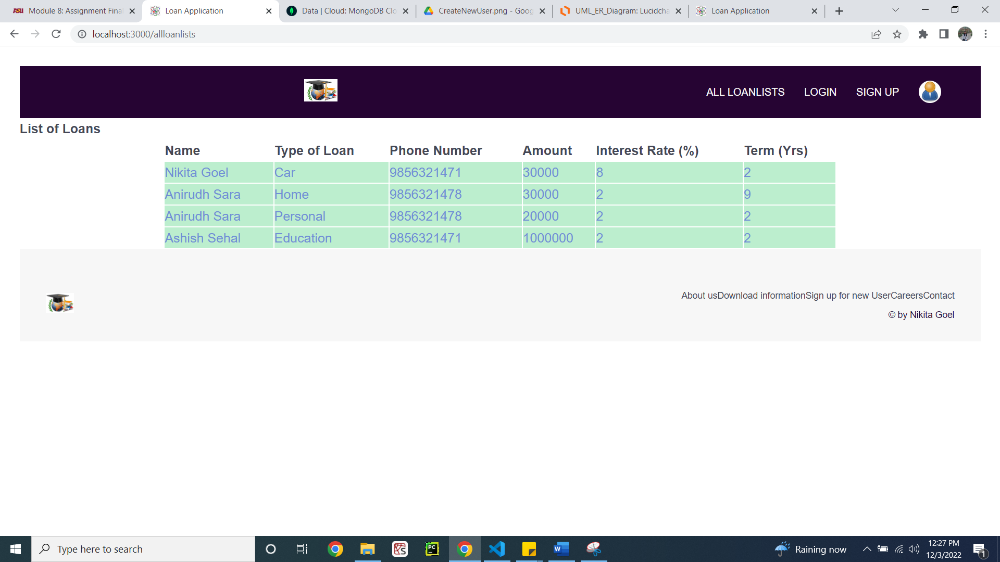 ASU Module 8: Assignment Final
Loan Application
Data | Cloud: MongoDB Clo
CreateNewUser.png - Goog
UML_ER_Diagram: Lucidcha
Loan Application
localhost:3000/allloanlists
ALL LOANLISTS LOGIN SIGN UP
List of Loans
Name Type of Loan Phone Number Amount Interest Rate (%) Term (Yrs)
Nikita Goel Car 9856321471 30000 8 2
Anirudh Sara Home 9856321478 30000 2 9
Anirudh Sara Personal 9856321478 20000 2 2
Ashish Sehal Education 9856321471 1000000 2 2
About usDownload informationSign up for new UserCareersContact
© by Nikita Goel
Type here to search
PC
W
Raining now
12:27 PM
12/3/2022
1